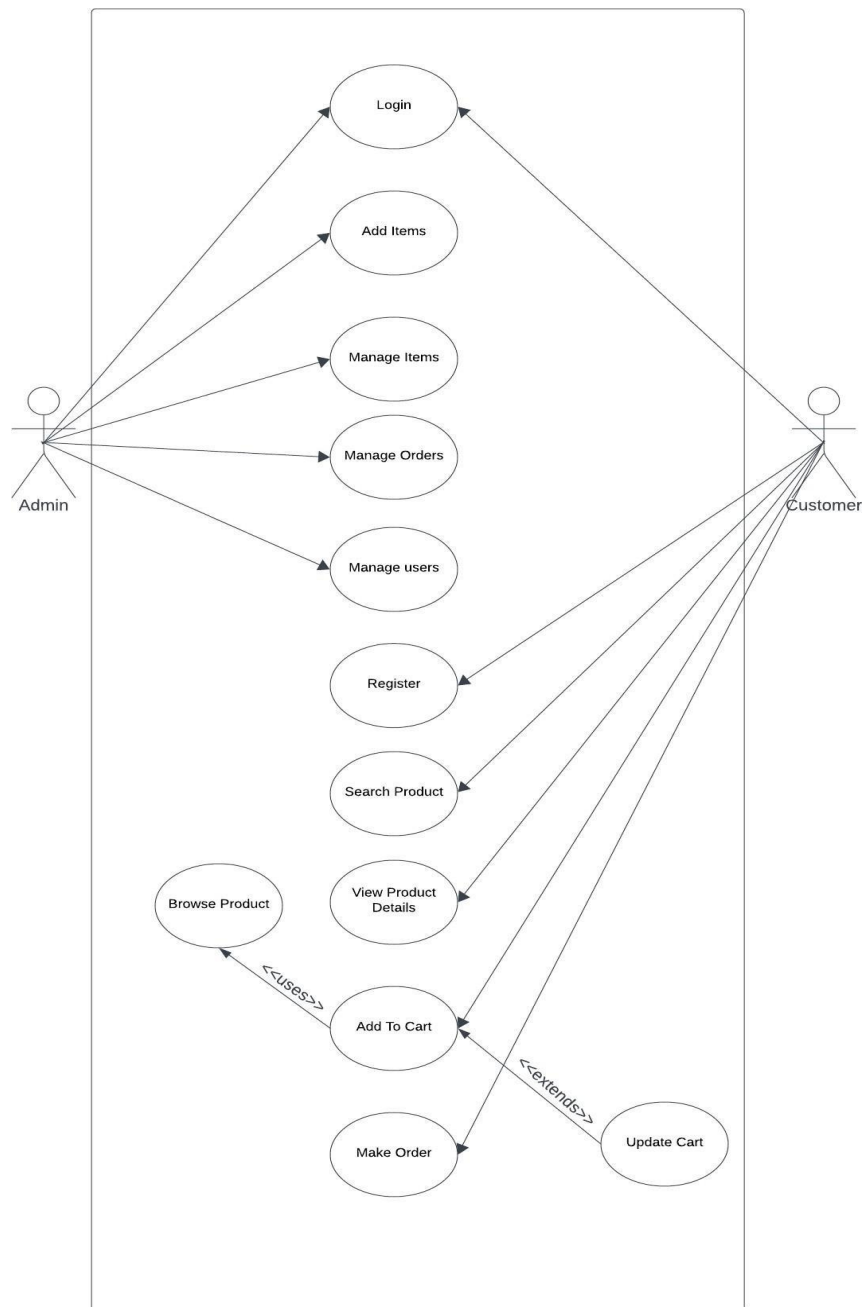 Login
Add Items
Manage Items
Manage Orders
Admin
Customer
Manage users
Register
Search Product
View Product
Details
Browse Product
<<uses>>
Add To Cart
<<extends>>
Update Cart
Make Order